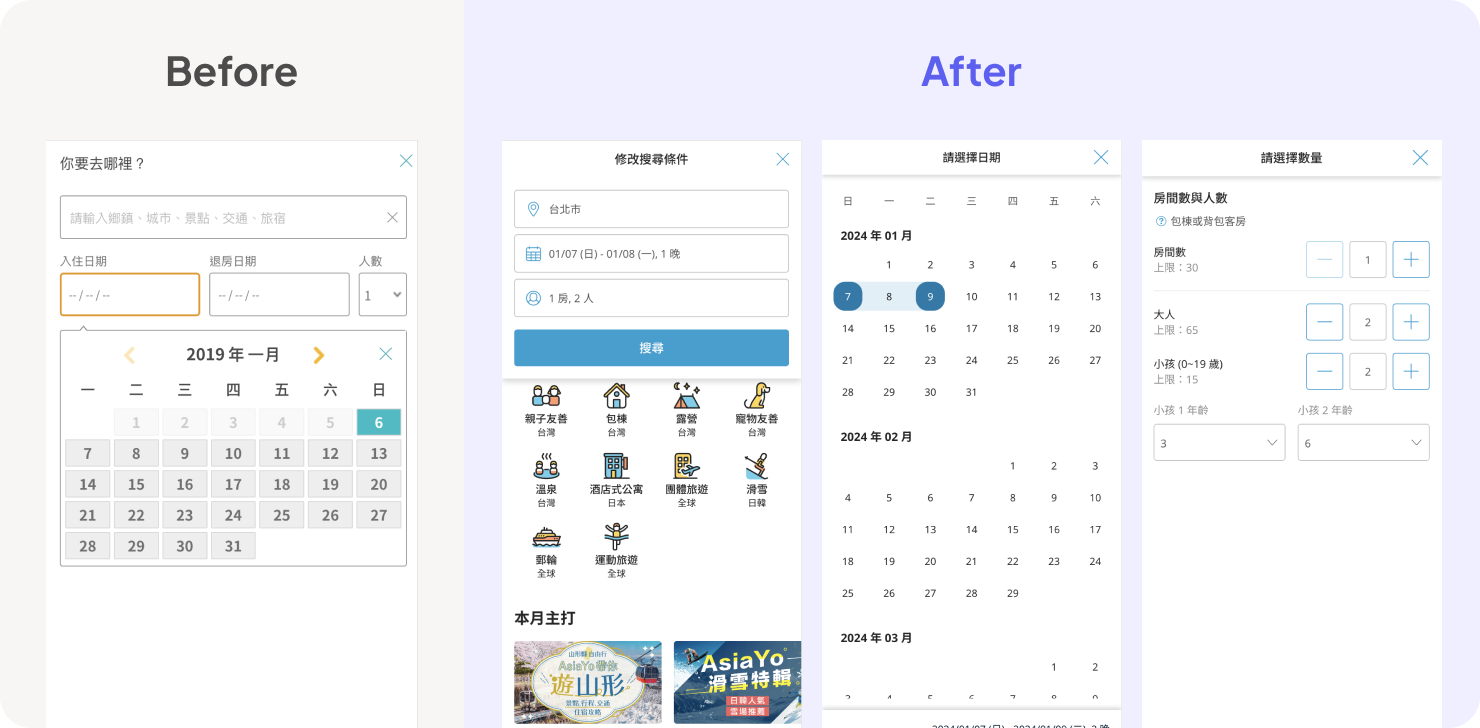 Before
你要去哪裡？
請輸入鄉鎮、城市、景點、交通、旅宿
入住日期 退房日期 人數
-- / -- / -- -- / -- / -- 1
2019 年 一月
一 二 三 四 五 六 日
1 2 3 4 5 6
7 8 9 10 11 12 13
14 15 16 17 18 19 20
21 22 23 24 25 26 27
28 29 30 31
After
修改搜尋條件
台北市
01/07 (日) - 01/08 (一), 1 晚
1 房, 2 人
搜尋
親子友善 包棟 露營 寵物友善
台灣 台灣 台灣 台灣
溫泉 酒店式公寓 團體旅遊 滑雪
台灣 日本 全球 日韓
郵輪 運動旅遊
全球 全球
本月主打
山形縣自由行
AsiaYo帶你
遊山形
景點,行程,交通
住宿攻略
AsiaYo
滑雪特輯
日韓人氣
雪場推薦
請選擇日期
日 一 二 三 四 五 六
2024 年 01 月
1 2 3 4 5 6
7 8 9 10 11 12 13
14 15 16 17 18 19 20
21 22 23 24 25 26 27
28 29 30 31
2024 年 02 月
1 2 3
4 5 6 7 8 9 10
11 12 13 14 15 16 17
18 19 20 21 22 23 24
25 26 27 28 29
2024 年 03 月
1 2
請選擇數量
房間數與人數
? 包棟或背包客房
房間數
上限：30
1
大人
上限：65
2
小孩 (0~19 歲)
上限：15
2
小孩 1 年齡 小孩 2 年齡
3 6